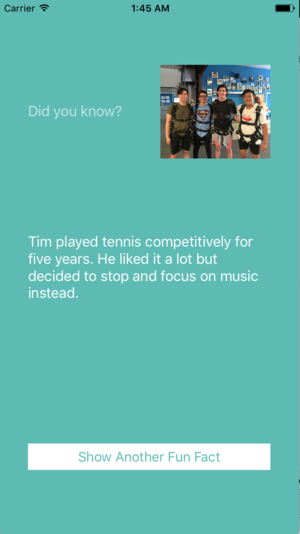 Carrier 1:45 AM
Did you know?
Tim played tennis competitively for
five years. He liked it a lot but
decided to stop and focus on music
instead.
Show Another Fun Fact